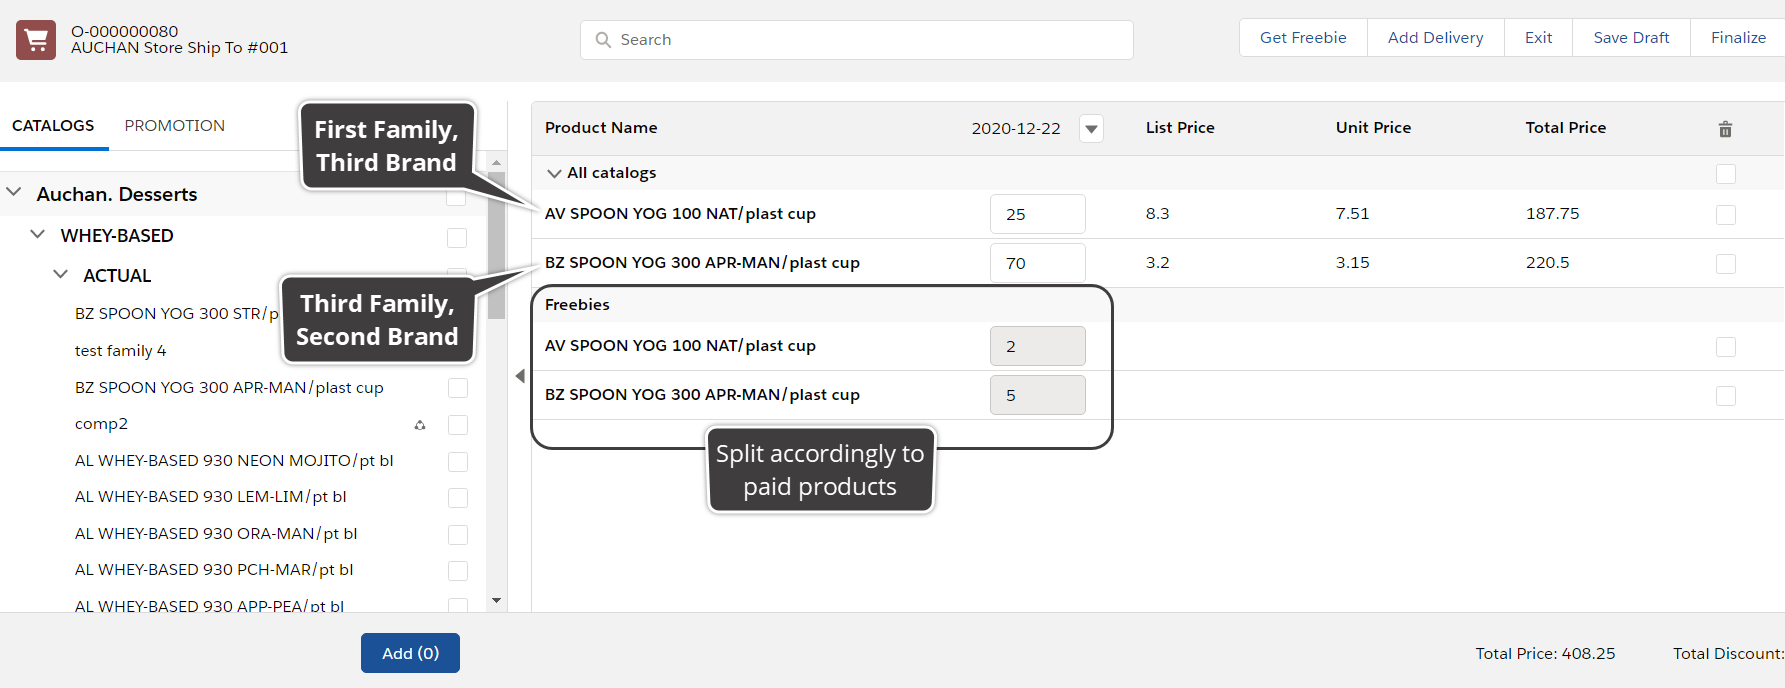 O-000000080
AUCHAN Store Ship To #001
Search
Get Freebie
Add Delivery
Exit
Save Draft
Finalize
CATALOGS
PROMOTION
First Family,
Third Brand
Product Name
2020-12-22
List Price
Unit Price
Total Price
All catalogs
Auchan. Desserts
AV SPOON YOG 100 NAT/plast cup
25
8.3
7.51
187.75
WHEY-BASED
BZ SPOON YOG 300 APR-MAN/plast cup
70
3.2
3.15
220.5
ACTUAL
Third Family,
Second Brand
Freebies
BZ SPOON YOG 300 STR/p
AV SPOON YOG 100 NAT/plast cup
2
test family 4
BZ SPOON YOG 300 APR-MAN/plast cup
BZ SPOON YOG 300 APR-MAN/plast cup
5
comp2
Split accordingly to
paid products
AL WHEY-BASED 930 NEON MOJITO/pt bl
AL WHEY-BASED 930 LEM-LIM/pt bl
AL WHEY-BASED 930 ORA-MAN/pt bl
AL WHEY-BASED 930 PCH-MAR/pt bl
AL WHEY-BASED 930 APP-PEA/pt bl
Add (0)
Total Price: 408.25
Total Discount: